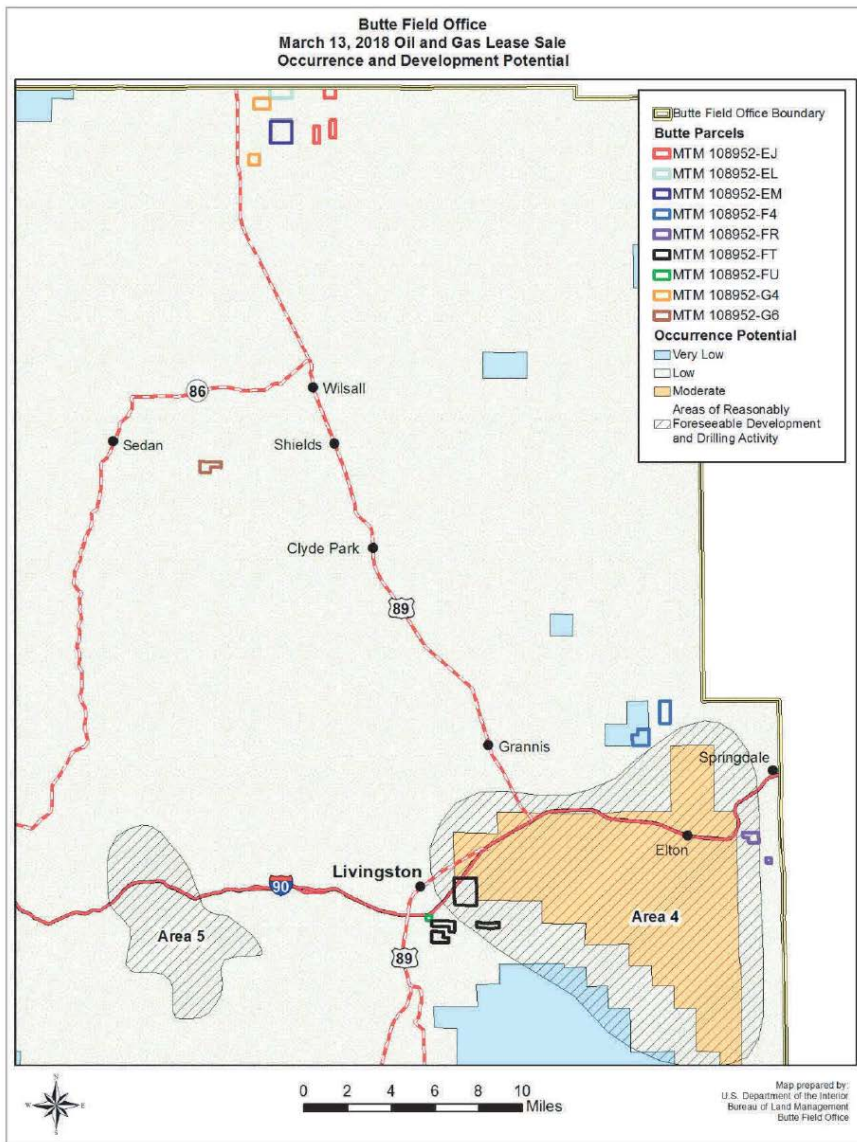 Butte Field Office
March 13, 2018 Oil and Gas Lease Sale
Occurrence and Development Potential
Butte Field Office Boundary
Butte Parcels
MTM 108952-EJ
MTM 108952-EL
MTM 108952-EM
MTM 108952-F4
MTM 108952-FR
MTM 108952-FT
MTM 108952-FU
MTM 108952-G4
MTM 108952-G6
Occurrence Potential
Very Low
Low
Moderate
Areas of Reasonably
Foreseeable Development
and Drilling Activity
86
Wilsall
Sedan
Shields
Clyde Park
89
Grannis
Springdale
Elton
Livingston
90
Area 4
Area 5
89
N
W
E
S
0 2 4 6 8 10
Miles
Map prepared by:
U.S. Department of the Interior
Bureau of Land Management
Butte Field Office